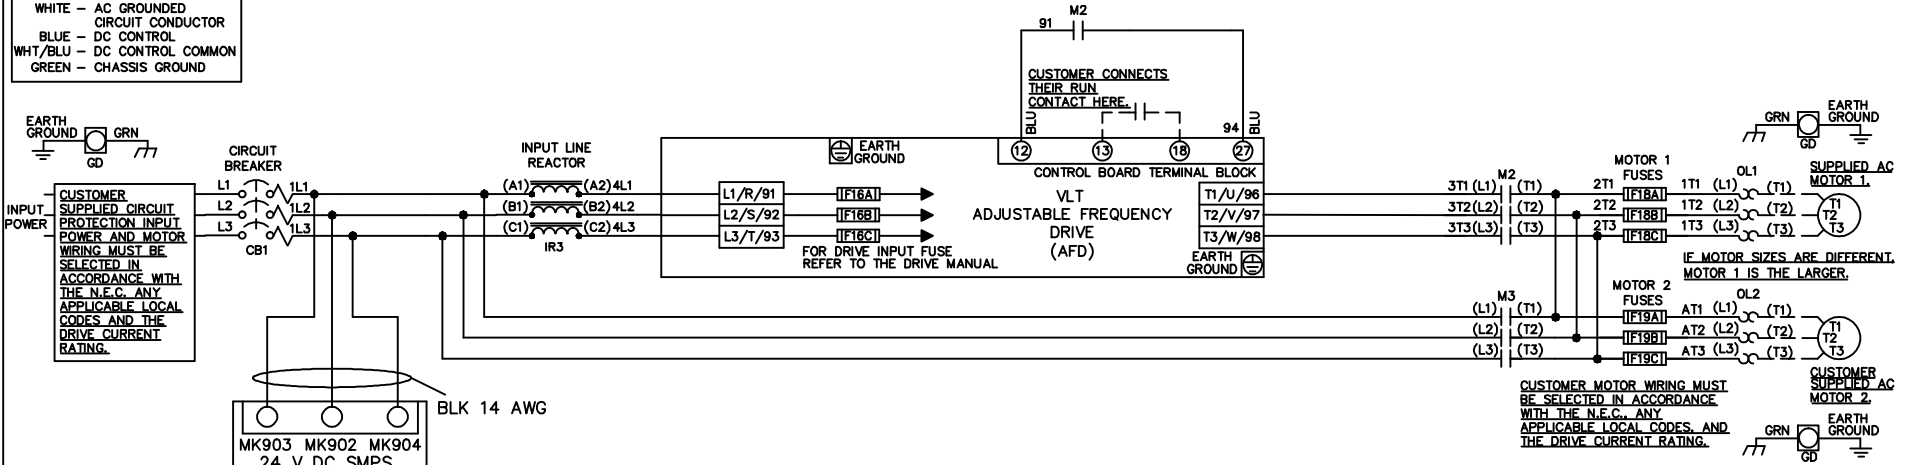 WHITE – AC GROUNDED
CIRCUIT CONDUCTOR
BLUE – DC CONTROL
WHT/BLU – DC CONTROL COMMON
GREEN – CHASSIS GROUND
EARTH
GROUND
GRN
GD
INPUT
POWER
CUSTOMER
SUPPLIED CIRCUIT
PROTECTION INPUT
POWER AND MOTOR
WIRING MUST BE
SELECTED IN
ACCORDANCE WITH
THE N.E.C. ANY
APPLICABLE LOCAL
CODES AND THE
DRIVE CURRENT
RATING.
CIRCUIT
BREAKER
L1 1L1
L2 1L2
L3 1L3
CB1
INPUT LINE
REACTOR
(A1) (A2) 4L1
(B1) (B2) 4L2
(C1) (C2) 4L3
IR3
BLK 14 AWG
MK903 MK902 MK904
24 V DC SMPS
M2
91
CUSTOMER CONNECTS
THEIR RUN
CONTACT HERE.
BLU
94 BLU
12 13 18 27
CONTROL BOARD TERMINAL BLOCK
EARTH
GROUND
L1/R/91
L2/S/92
L3/T/93
F16A
F16B
F16C
FOR DRIVE INPUT FUSE
REFER TO THE DRIVE MANUAL
VLT
ADJUSTABLE FREQUENCY
DRIVE
(AFD)
T1/U/96
T2/V/97
T3/W/98
EARTH
GROUND
M2
3T1 (L1) (T1)
3T2 (L2) (T2)
3T3 (L3) (T3)
MOTOR 1
FUSES
2T1 F18A 1T1 (L1) (T1)
2T2 F18B 1T2 (L2) (T2)
2T3 F18C 1T3 (L3) (T3)
OL1
GRN
EARTH
GROUND
GD
SUPPLIED AC
MOTOR 1.
T1
T2
T3
IF MOTOR SIZES ARE DIFFERENT,
MOTOR 1 IS THE LARGER.
M3
(L1) (T1)
(L2) (T2)
(L3) (T3)
MOTOR 2
FUSES
F19A AT1 (L1) (T1)
F19B AT2 (L2) (T2)
F19C AT3 (L3) (T3)
OL2
T1
T2
T3
CUSTOMER
SUPPLIED AC
MOTOR 2.
CUSTOMER MOTOR WIRING MUST
BE SELECTED IN ACCORDANCE
WITH THE N.E.C., ANY
APPLICABLE LOCAL CODES, AND
THE DRIVE CURRENT RATING.
GRN
EARTH
GROUND
GD